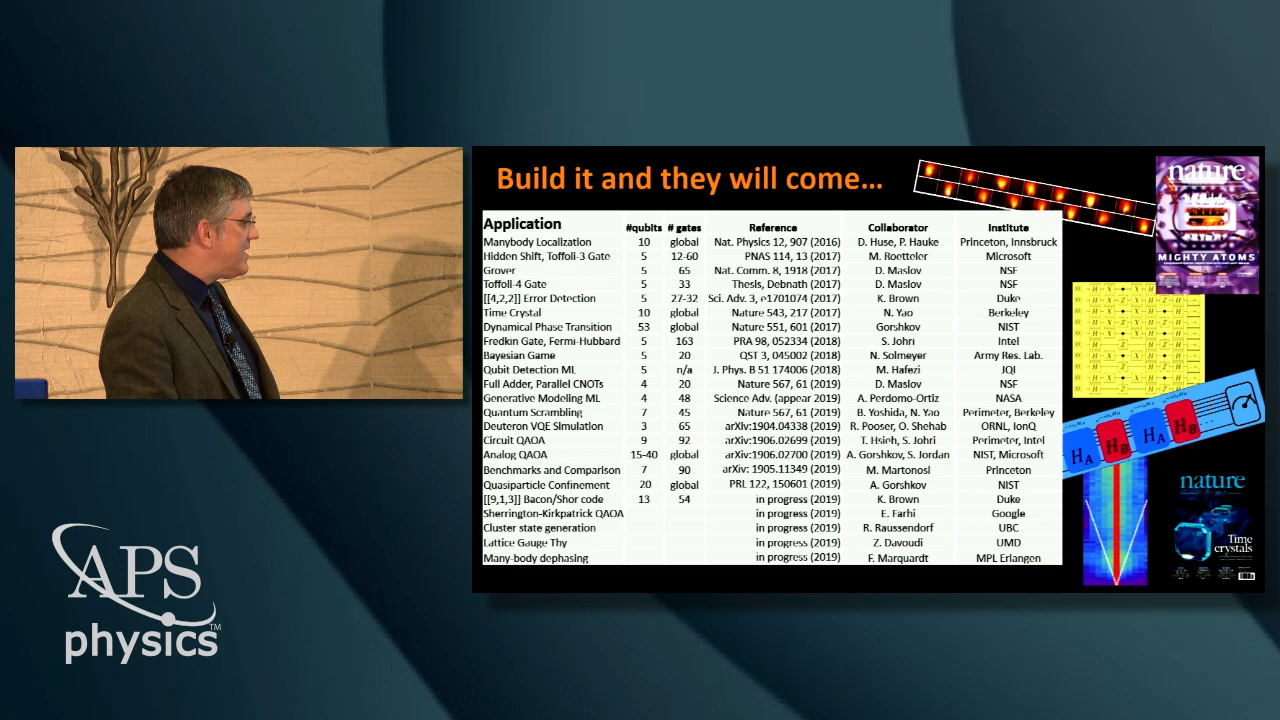 Build it and they will come...
Application #qubits # gates Reference Collaborator Institute
Manybody Localization 10 global Nat. Physics 12, 907 (2016) D. Huse, P. Hauke Princeton, Innsbruck
Hidden Shift, Toffoli-3 Gate 5 12-60 PNAS 114, 13 (2017) M. Roetteler Microsoft
Grover 5 65 Nat. Comm. 8, 1918 (2017) D. Maslov NSF
Toffoli-4 Gate 5 33 Thesis, Debnath (2017) D. Maslov NSF
[[4,2,2]] Error Detection 5 27-32 Sci. Adv. 3, e1701074 (2017) K. Brown Duke
Time Crystal 10 global Nature 543, 217 (2017) N. Yao Berkeley
Dynamical Phase Transition 53 global Nature 551, 601 (2017) Gorshkov NIST
Fredkin Gate, Fermi-Hubbard 5 163 PRA 98, 052334 (2018) S. Johri Intel
Bayesian Game 5 20 QST 3, 045002 (2018) N. Solmeyer Army Res. Lab.
Qubit Detection ML 5 n/a J. Phys. B 51 174006 (2018) M. Hafezi JQI
Full Adder, Parallel CNOTs 4 20 Nature 567, 61 (2019) D. Maslov NSF
Generative Modeling ML 4 48 Science Adv. (appear 2019) A. Perdomo-Ortiz NASA
Quantum Scrambling 7 45 Nature 567, 61 (2019) B. Yoshida, N. Yao Perimeter, Berkeley
Deuteron VQE Simulation 3 65 arXiv:1904.04338 (2019) R. Pooser, O. Shehab ORNL, IonQ
Circuit QAOA 9 92 arXiv:1906.02699 (2019) T. Hsieh, S. Johri Perimeter, Intel
Analog QAOA 15-40 global arXiv:1906.02700 (2019) A. Gorshkov, S. Jordan NIST, Microsoft
Benchmarks and Comparison 7 90 arXiv: 1905.11349 (2019) M. Martonosi Princeton
Quasiparticle Confinement 20 global PRL 122, 150601 (2019) A. Gorshkov NIST
[[9,1,3]] Bacon/Shor code 13 54 in progress (2019) K. Brown Duke
Sherrington-Kirkpatrick QAOA in progress (2019) E. Farhi Google
Cluster state generation in progress (2019) R. Raussendorf UBC
Lattice Gauge Thy in progress (2019) Z. Davoudi UMD
Many-body dephasing in progress (2019) F. Marquardt MPL Erlangen
nature
MIGHTY ATOMS
H_A H_B H_A H_B
nature
Time
crystals
APS
physics™